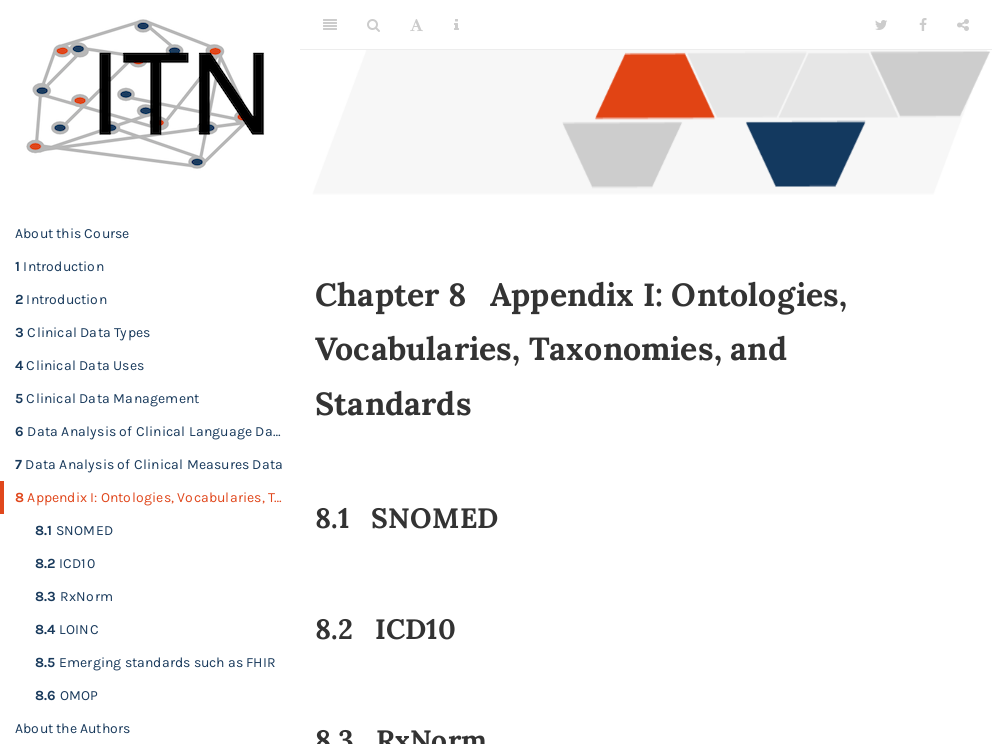 ITN
About this Course
1 Introduction
2 Introduction
3 Clinical Data Types
4 Clinical Data Uses
5 Clinical Data Management
6 Data Analysis of Clinical Language Da…
7 Data Analysis of Clinical Measures Data
8 Appendix I: Ontologies, Vocabularies, T…
8.1 SNOMED
8.2 ICD10
8.3 RxNorm
8.4 LOINC
8.5 Emerging standards such as FHIR
8.6 OMOP
About the Authors
A
Chapter 8 Appendix I: Ontologies,
Vocabularies, Taxonomies, and
Standards
8.1 SNOMED
8.2 ICD10
8.3 RxNorm